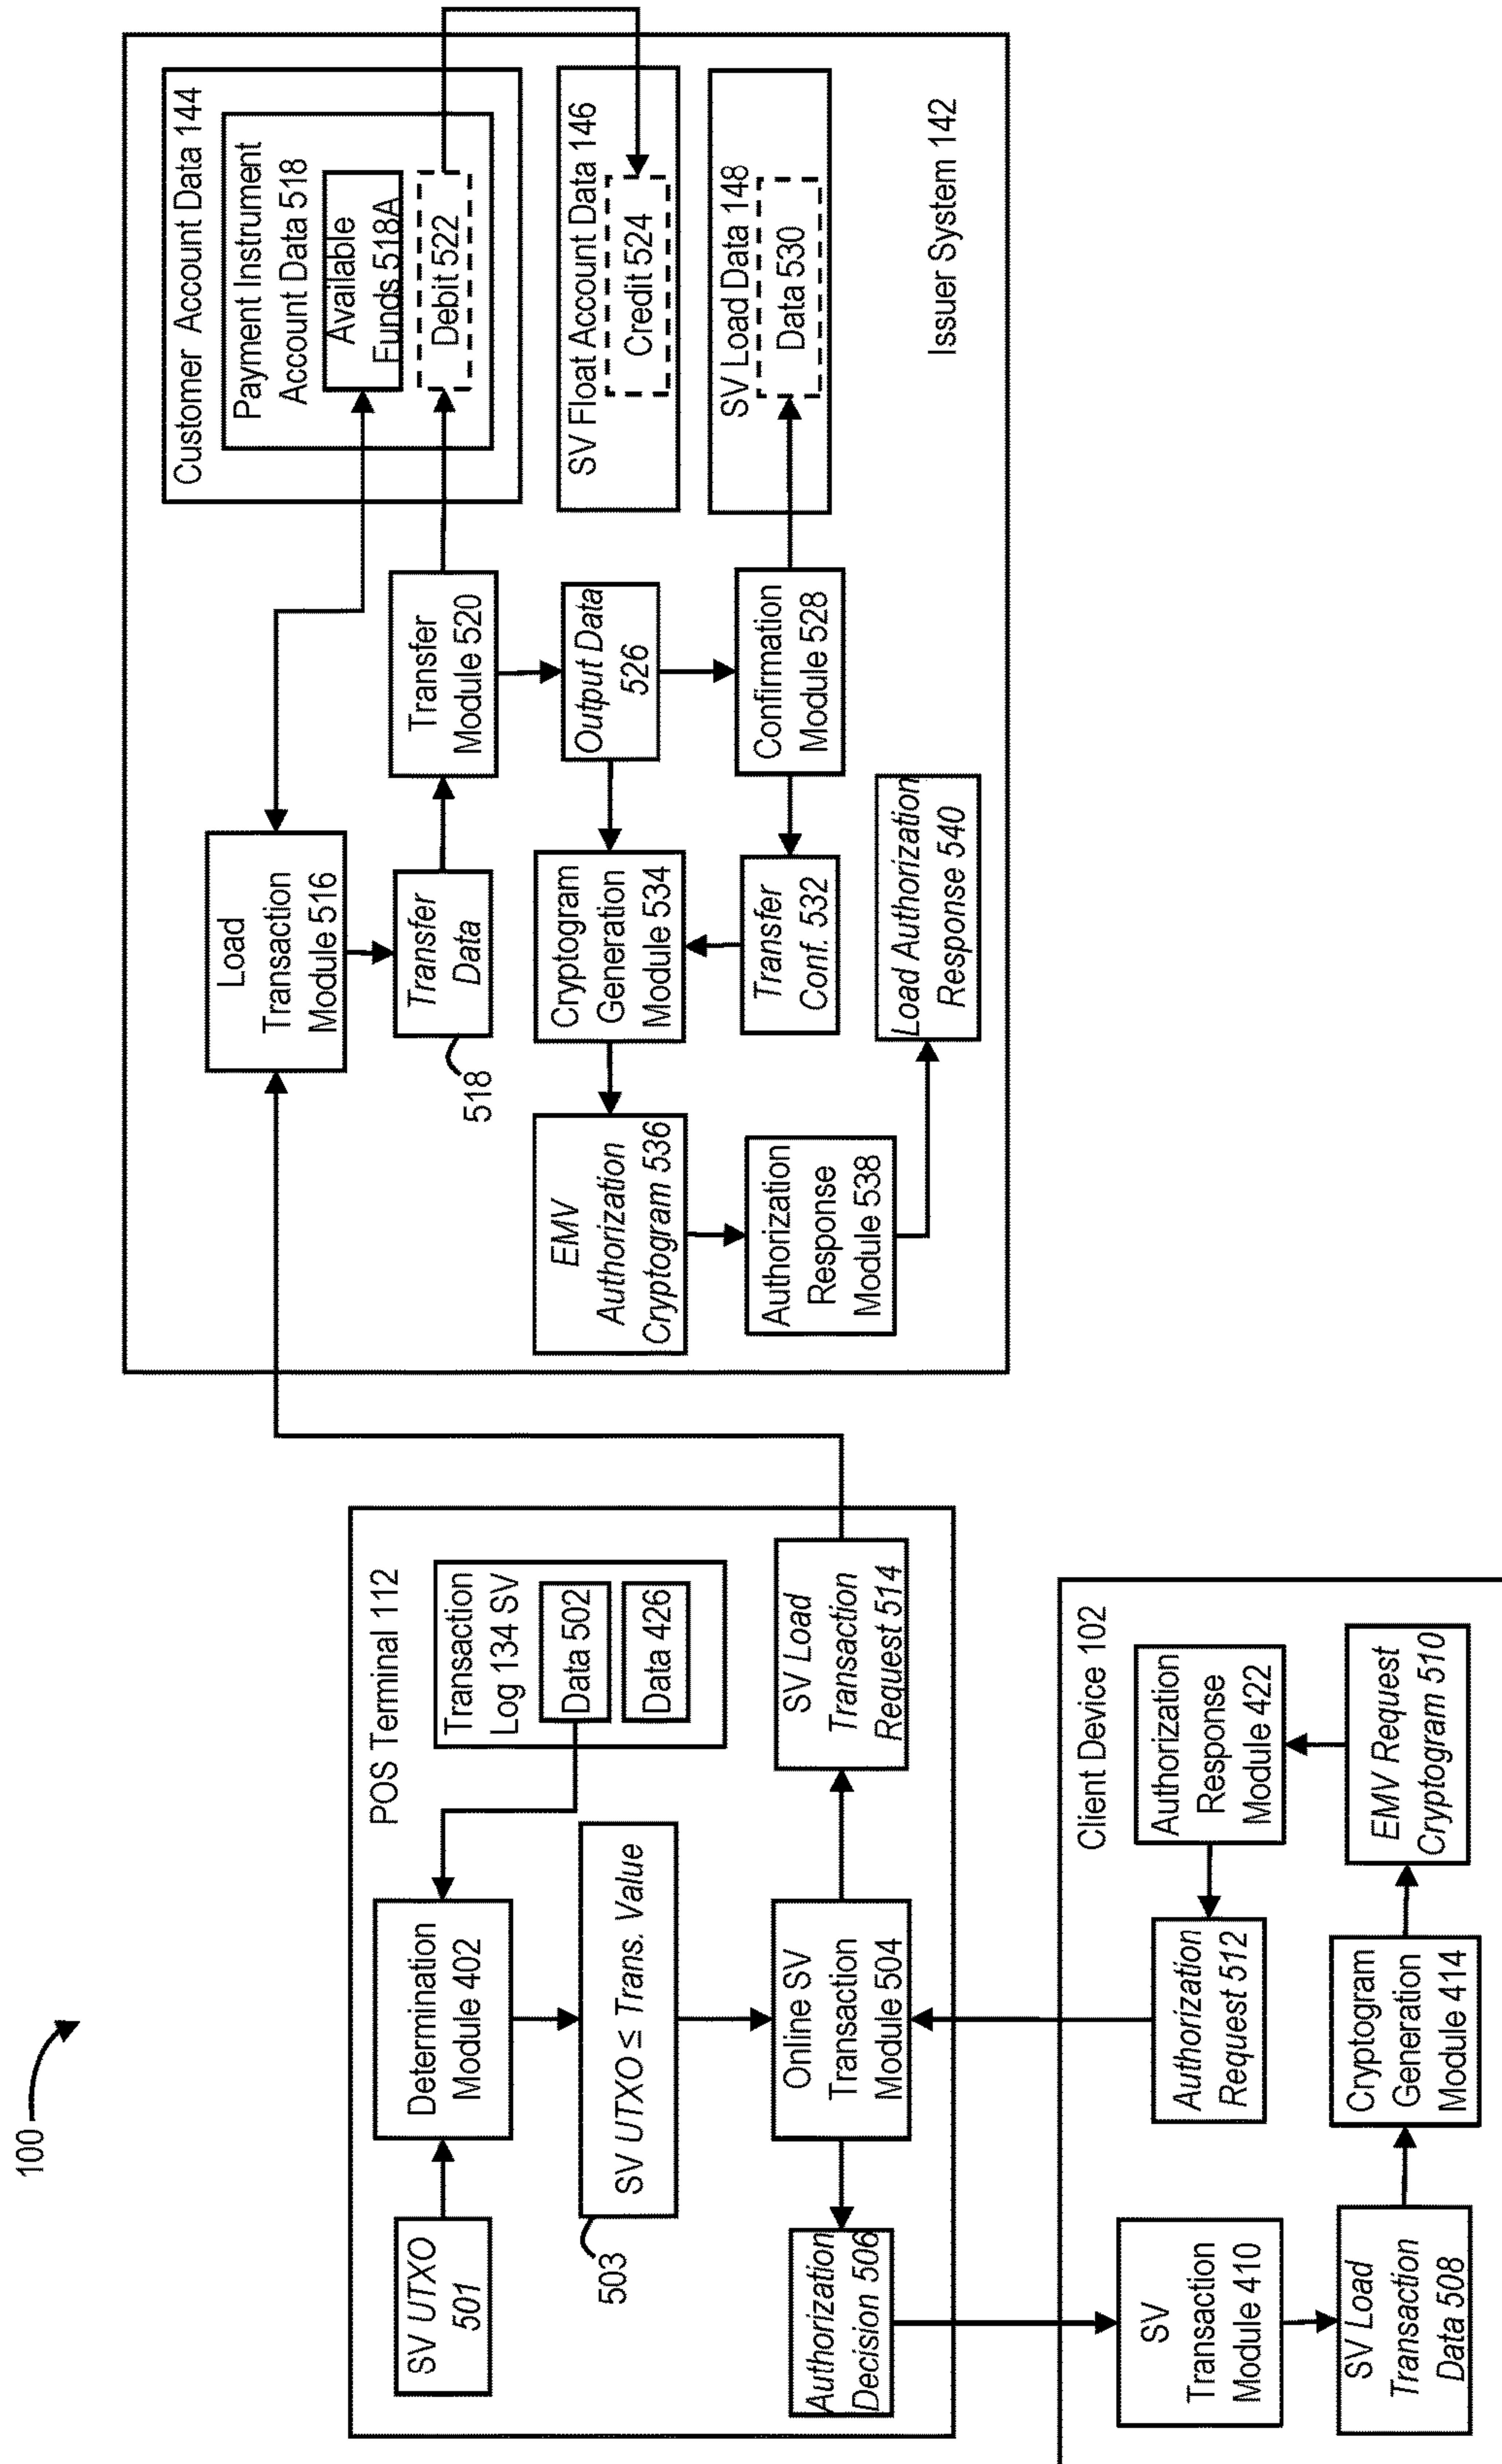 100
POS Terminal 112
SV UTXO
501
Determination
Module 402
Transaction
Log 134 SV
Data 502
Data 426
503
SV UTXO ≤ Trans. Value
Authorization
Decision 506
Online SV
Transaction
Module 504
SV Load
Transaction
Request 514
Client Device 102
SV
Transaction
Module 410
SV Load
Transaction
Data 508
Cryptogram
Generation
Module 414
EMV Request
Cryptogram 510
Authorization
Response
Module 422
Authorization
Request 512
Issuer System 142
Load
Transaction
Module 516
Transfer
Data
518
Transfer
Module 520
Customer Account Data 144
Payment Instrument
Account Data 518
Available
Funds 518A
Debit 522
SV Float Account Data 146
Credit 524
SV Load Data 148
Data 530
Output Data
526
Confirmation
Module 528
Transfer
Conf. 532
Cryptogram
Generation
Module 534
EMV
Authorization
Cryptogram 536
Authorization
Response
Module 538
Load Authorization
Response 540